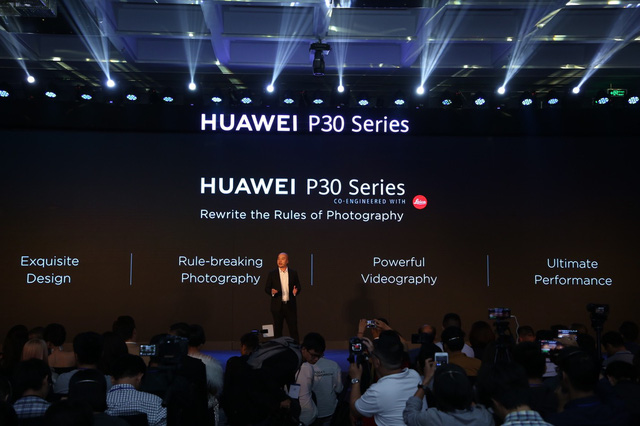 HUAWEI P30 Series
HUAWEI P30 Series
CO-ENGINEERED WITH
Leica
Rewrite the Rules of Photography
Exquisite
Design
Rule-breaking
Photography
Powerful
Videography
Ultimate
Performance